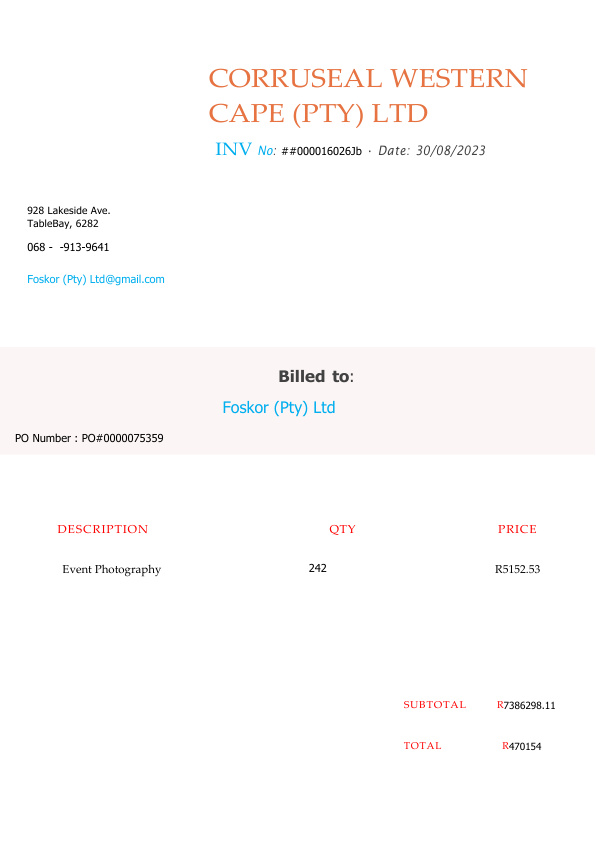 CORRUSEAL WESTERN
CAPE (PTY) LTD
INV No: ##000016026Jb · Date: 30/08/2023
928 Lakeside Ave.
TableBay, 6282
068 -  -913-9641
Foskor (Pty) Ltd@gmail.com
Billed to:
Foskor (Pty) Ltd
PO Number : PO#0000075359
DESCRIPTION QTY PRICE
Event Photography 242 R5152.53
SUBTOTAL R7386298.11
TOTAL R470154